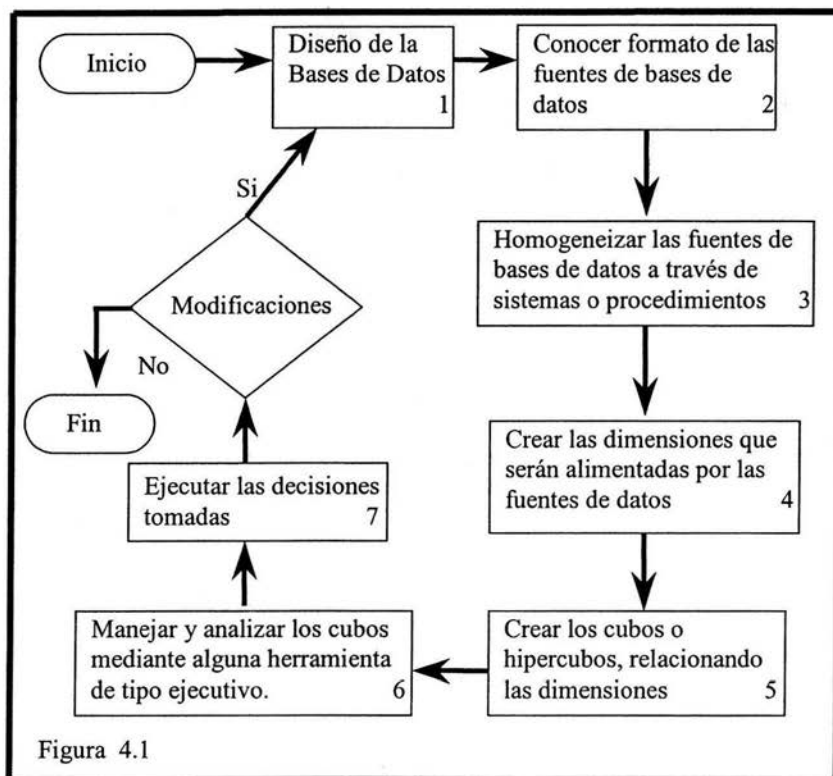 Inicio
Diseño de la
Bases de Datos
1
Conocer formato de las
fuentes de bases de
datos 2
Homogeneizar las fuentes de
bases de datos a través de
sistemas o procedimientos 3
Crear las dimensiones que
serán alimentadas por las
fuentes de datos 4
Crear los cubos o
hipercubos, relacionando
las dimensiones 5
Manejar y analizar los cubos
mediante alguna herramienta
de tipo ejecutivo. 6
Ejecutar las decisiones
tomadas 7
Modificaciones
Si
No
Fin
Figura 4.1